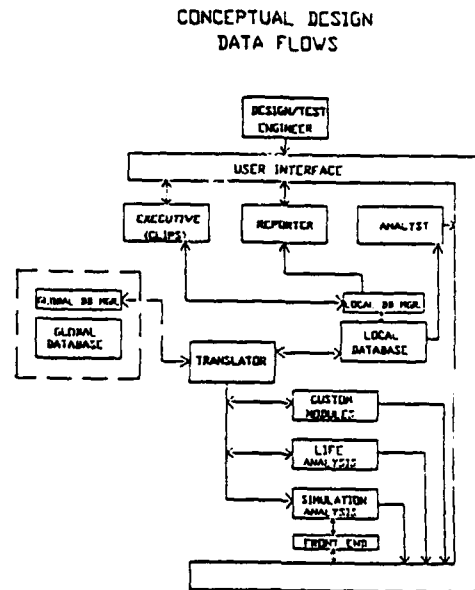 CONCEPTUAL DESIGN
DATA FLOWS
DESIGN/TEST
ENGINEER
USER INTERFACE
EXECUTIVE
(CLIPS)
REPORTER
ANALYST
GLOBAL DB MGR.
GLOBAL
DATABASE
LOCAL DB MGR.
LOCAL
DATABASE
TRANSLATOR
CUSTOM
MODULES
LIFE
ANALYSIS
SIMULATION
ANALYSIS
FRONT END